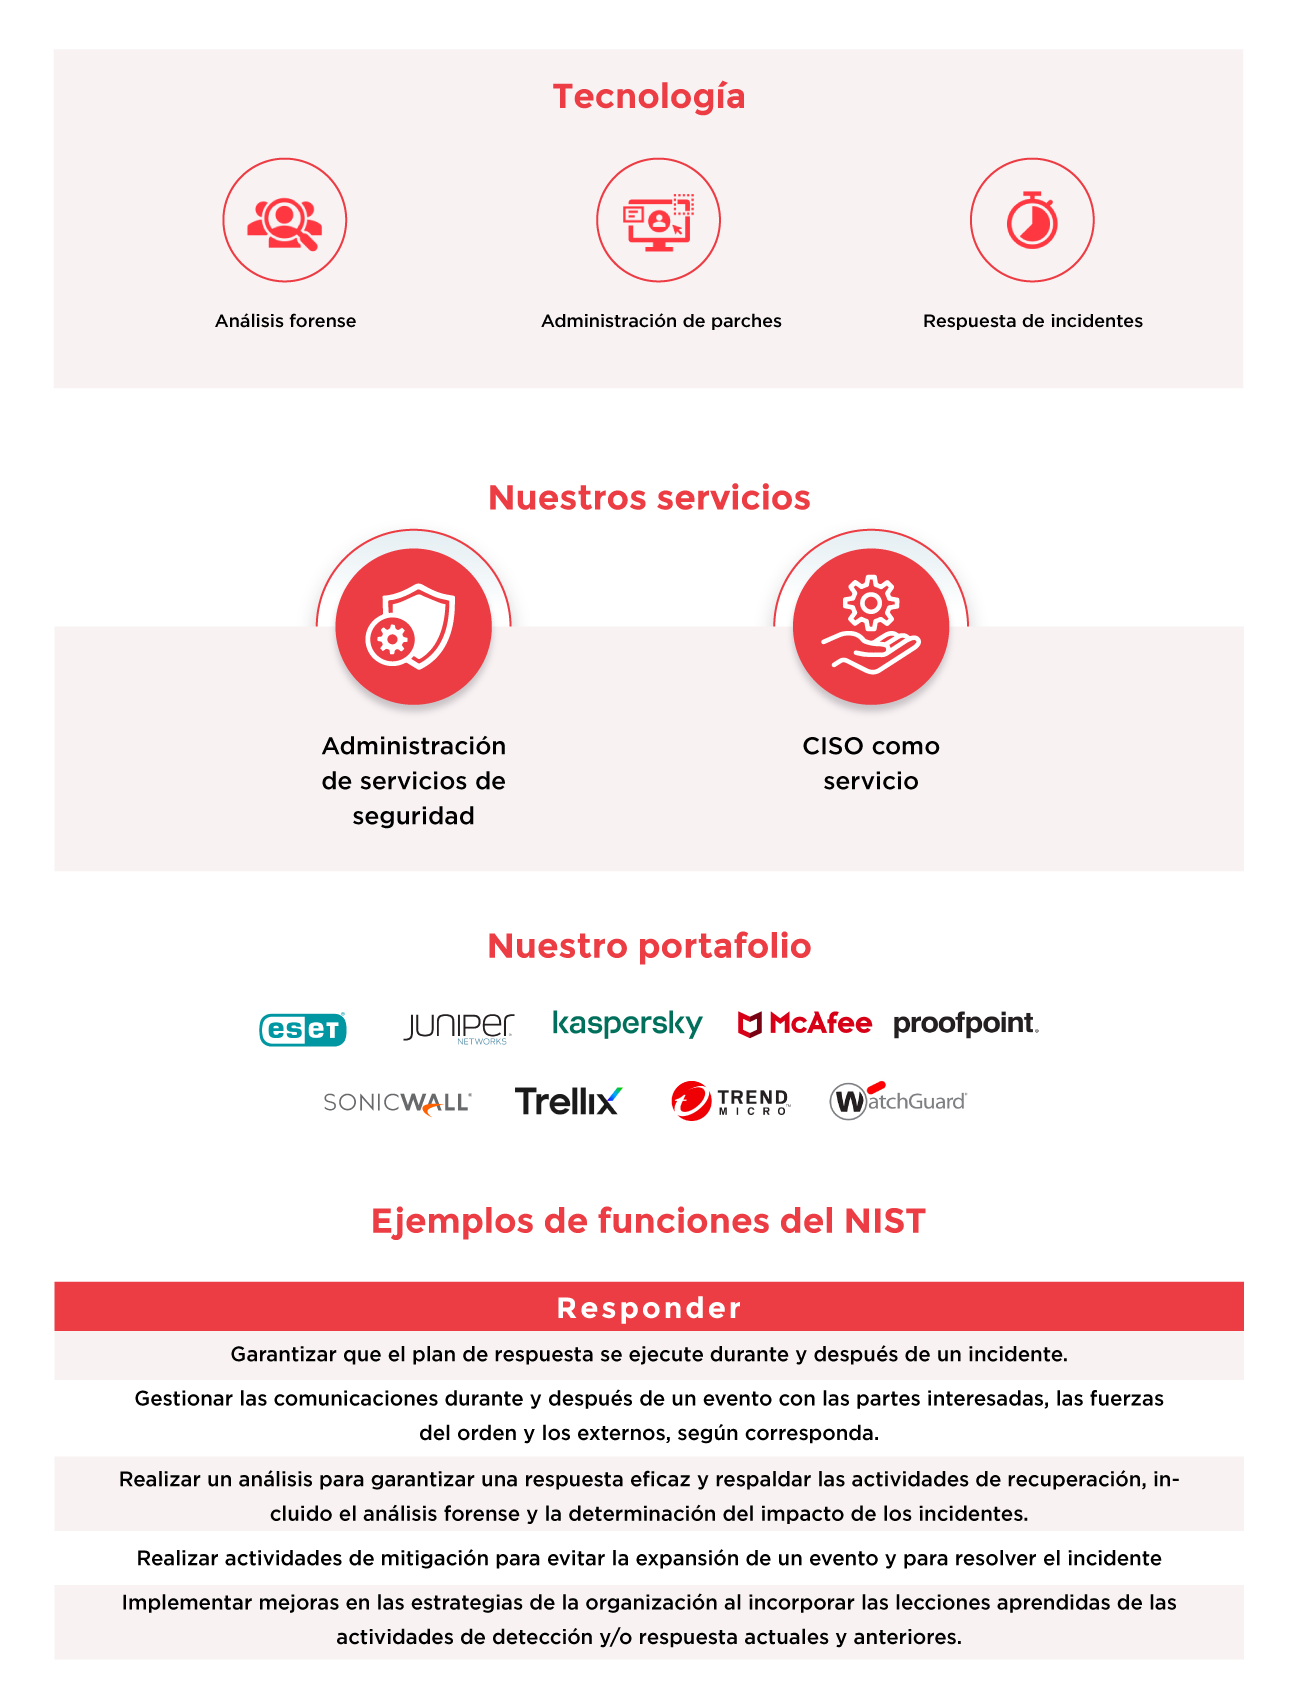 Tecnología
Análisis forense
Administración de parches
Respuesta de incidentes
Nuestros servicios
Administración
de servicios de
seguridad
CISO como
servicio
Nuestro portafolio
eseT
JUNIPEr
NETWORKS
kaspersky
McAfee
proofpoint.
SONICWALL
Trellix
TREND
MICRO
WatchGuard
Ejemplos de funciones del NIST
Responder
Garantizar que el plan de respuesta se ejecute durante y después de un incidente.
Gestionar las comunicaciones durante y después de un evento con las partes interesadas, las fuerzas
del orden y los externos, según corresponda.
Realizar un análisis para garantizar una respuesta eficaz y respaldar las actividades de recuperación, in-
cluido el análisis forense y la determinación del impacto de los incidentes.
Realizar actividades de mitigación para evitar la expansión de un evento y para resolver el incidente
Implementar mejoras en las estrategias de la organización al incorporar las lecciones aprendidas de las
actividades de detección y/o respuesta actuales y anteriores.